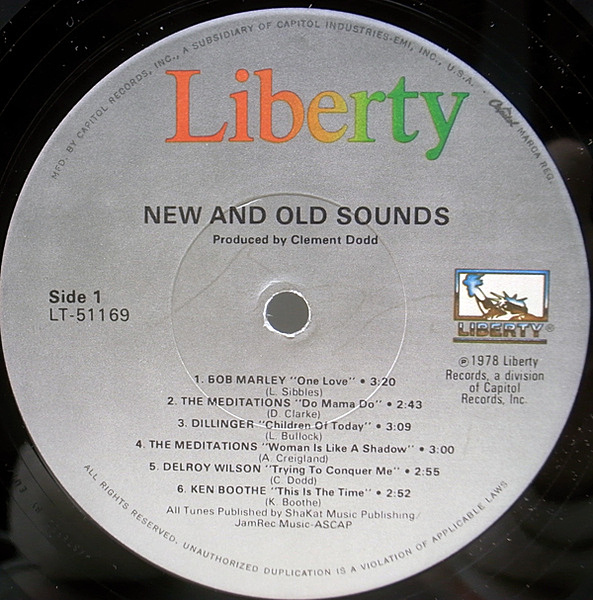 MFD. BY CAPITOL RECORDS, INC., A SUBSIDIARY OF CAPITOL INDUSTRIES-EMI, INC., U.S.A. · Capitol MARCA REG.
Liberty
NEW AND OLD SOUNDS
Produced by Clement Dodd
Side 1
LT-51169
LIBERTY®
℗1978 Liberty
Records, a division
of Capitol
Records, Inc.
1. BOB MARLEY "One Love" • 3:20
(L. Sibbles)
2. THE MEDITATIONS "Do Mama Do" • 2:43
(D. Clarke)
3. DILLINGER "Children Of Today" • 3:09
(L. Bullock)
4. THE MEDITATIONS "Woman Is Like A Shadow" • 3:00
(A. Creigland)
5. DELROY WILSON "Trying To Conquer Me" • 2:55
(C. Dodd)
6. KEN BOOTHE "This Is The Time" • 2:52
(K. Boothe)
All Tunes Published by ShaKat Music Publishing/
JamRec Music-ASCAP
ALL RIGHTS RESERVED. UNAUTHORIZED DUPLICATION IS A VIOLATION OF APPLICABLE LAWS